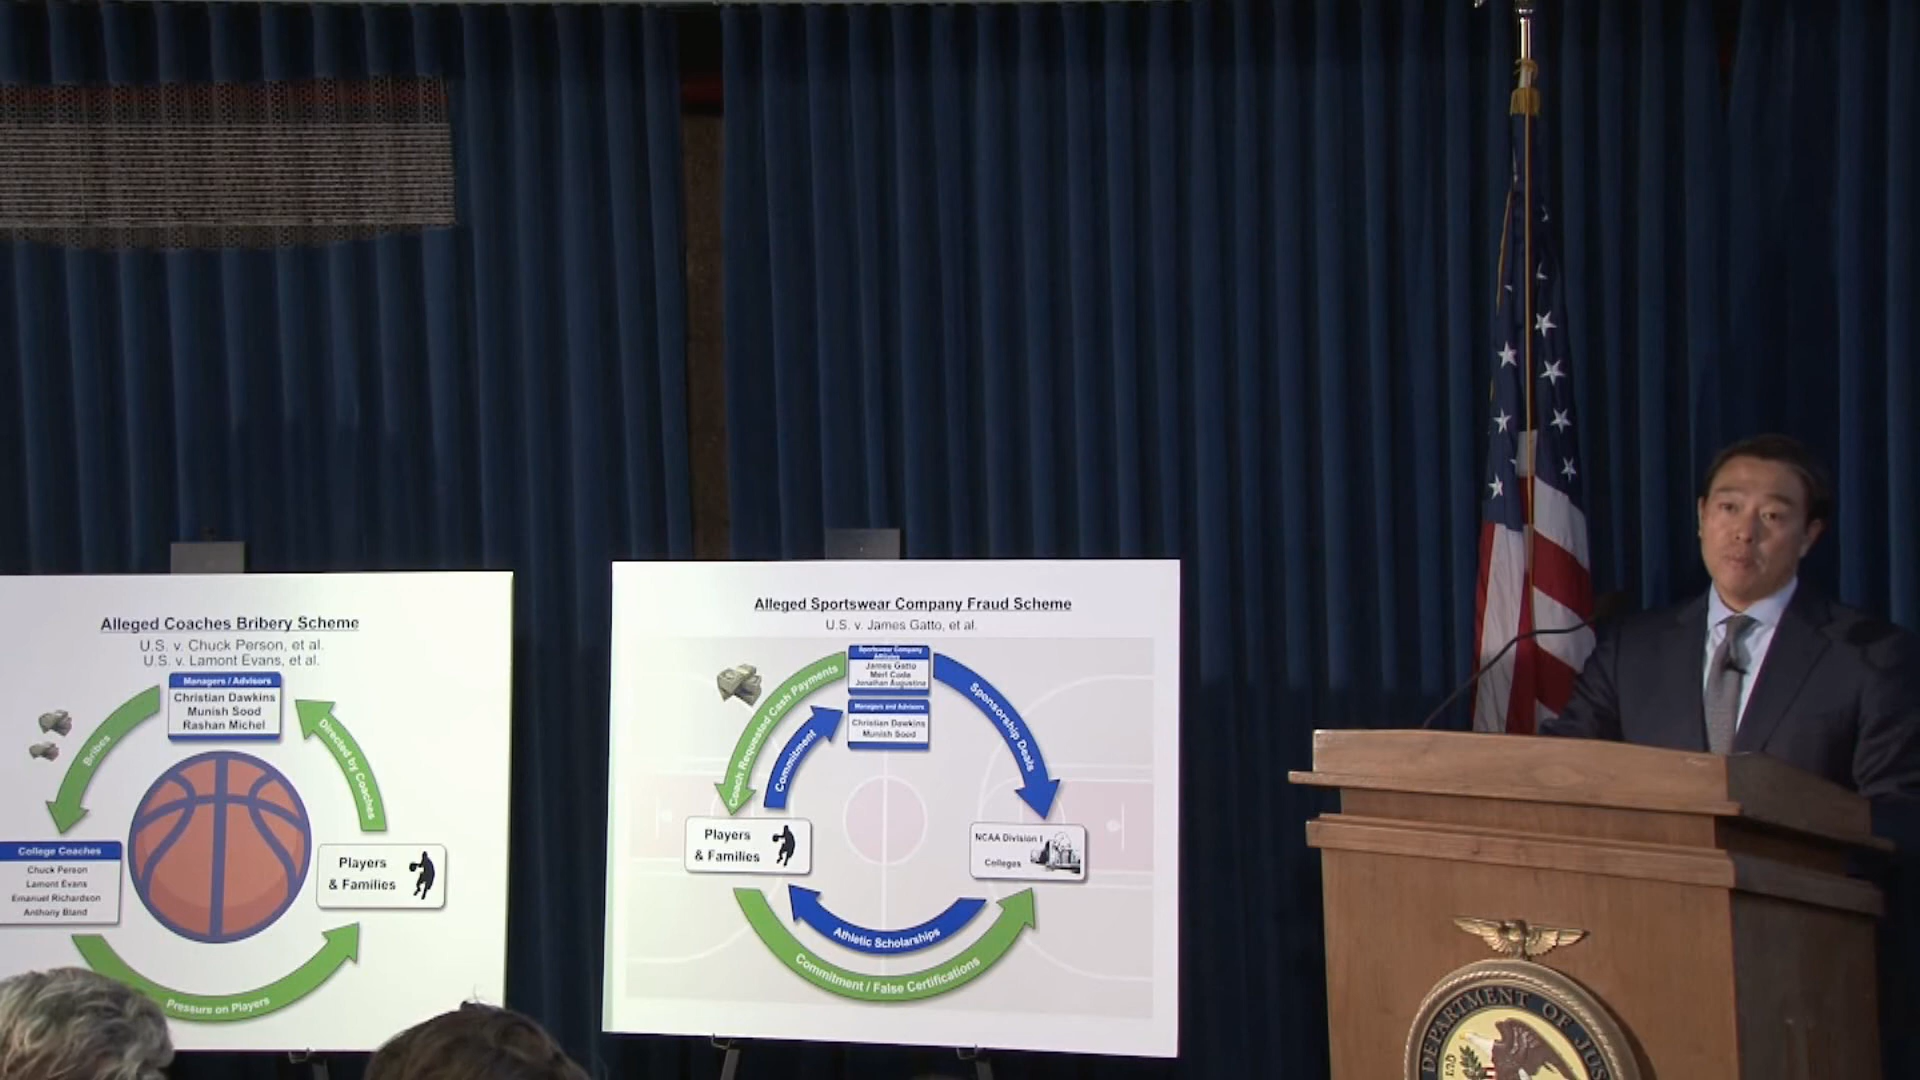 Alleged Coaches Bribery Scheme
U.S. v. Chuck Person, et al.
U.S. v. Lamont Evans, et al.
Managers / Advisors
Christian Dawkins
Munish Sood
Rashan Michel
Bribes
Directed by Coaches
College Coaches
Chuck Person
Lamont Evans
Emanuel Richardson
Anthony Bland
Players
& Families
Pressure on Players
Alleged Sportswear Company Fraud Scheme
U.S. v. James Gatto, et al.
Sportswear Company
Affiliates
James Gatto
Merl Code
Jonathan Augustine
Managers and Advisors
Christian Dawkins
Munish Sood
Coach Requested Cash Payments
Commitment
Sponsorship Deals
Players
& Families
NCAA Division I
Colleges
Athletic Scholarships
Commitment / False Certifications
DEPARTMENT OF JUS